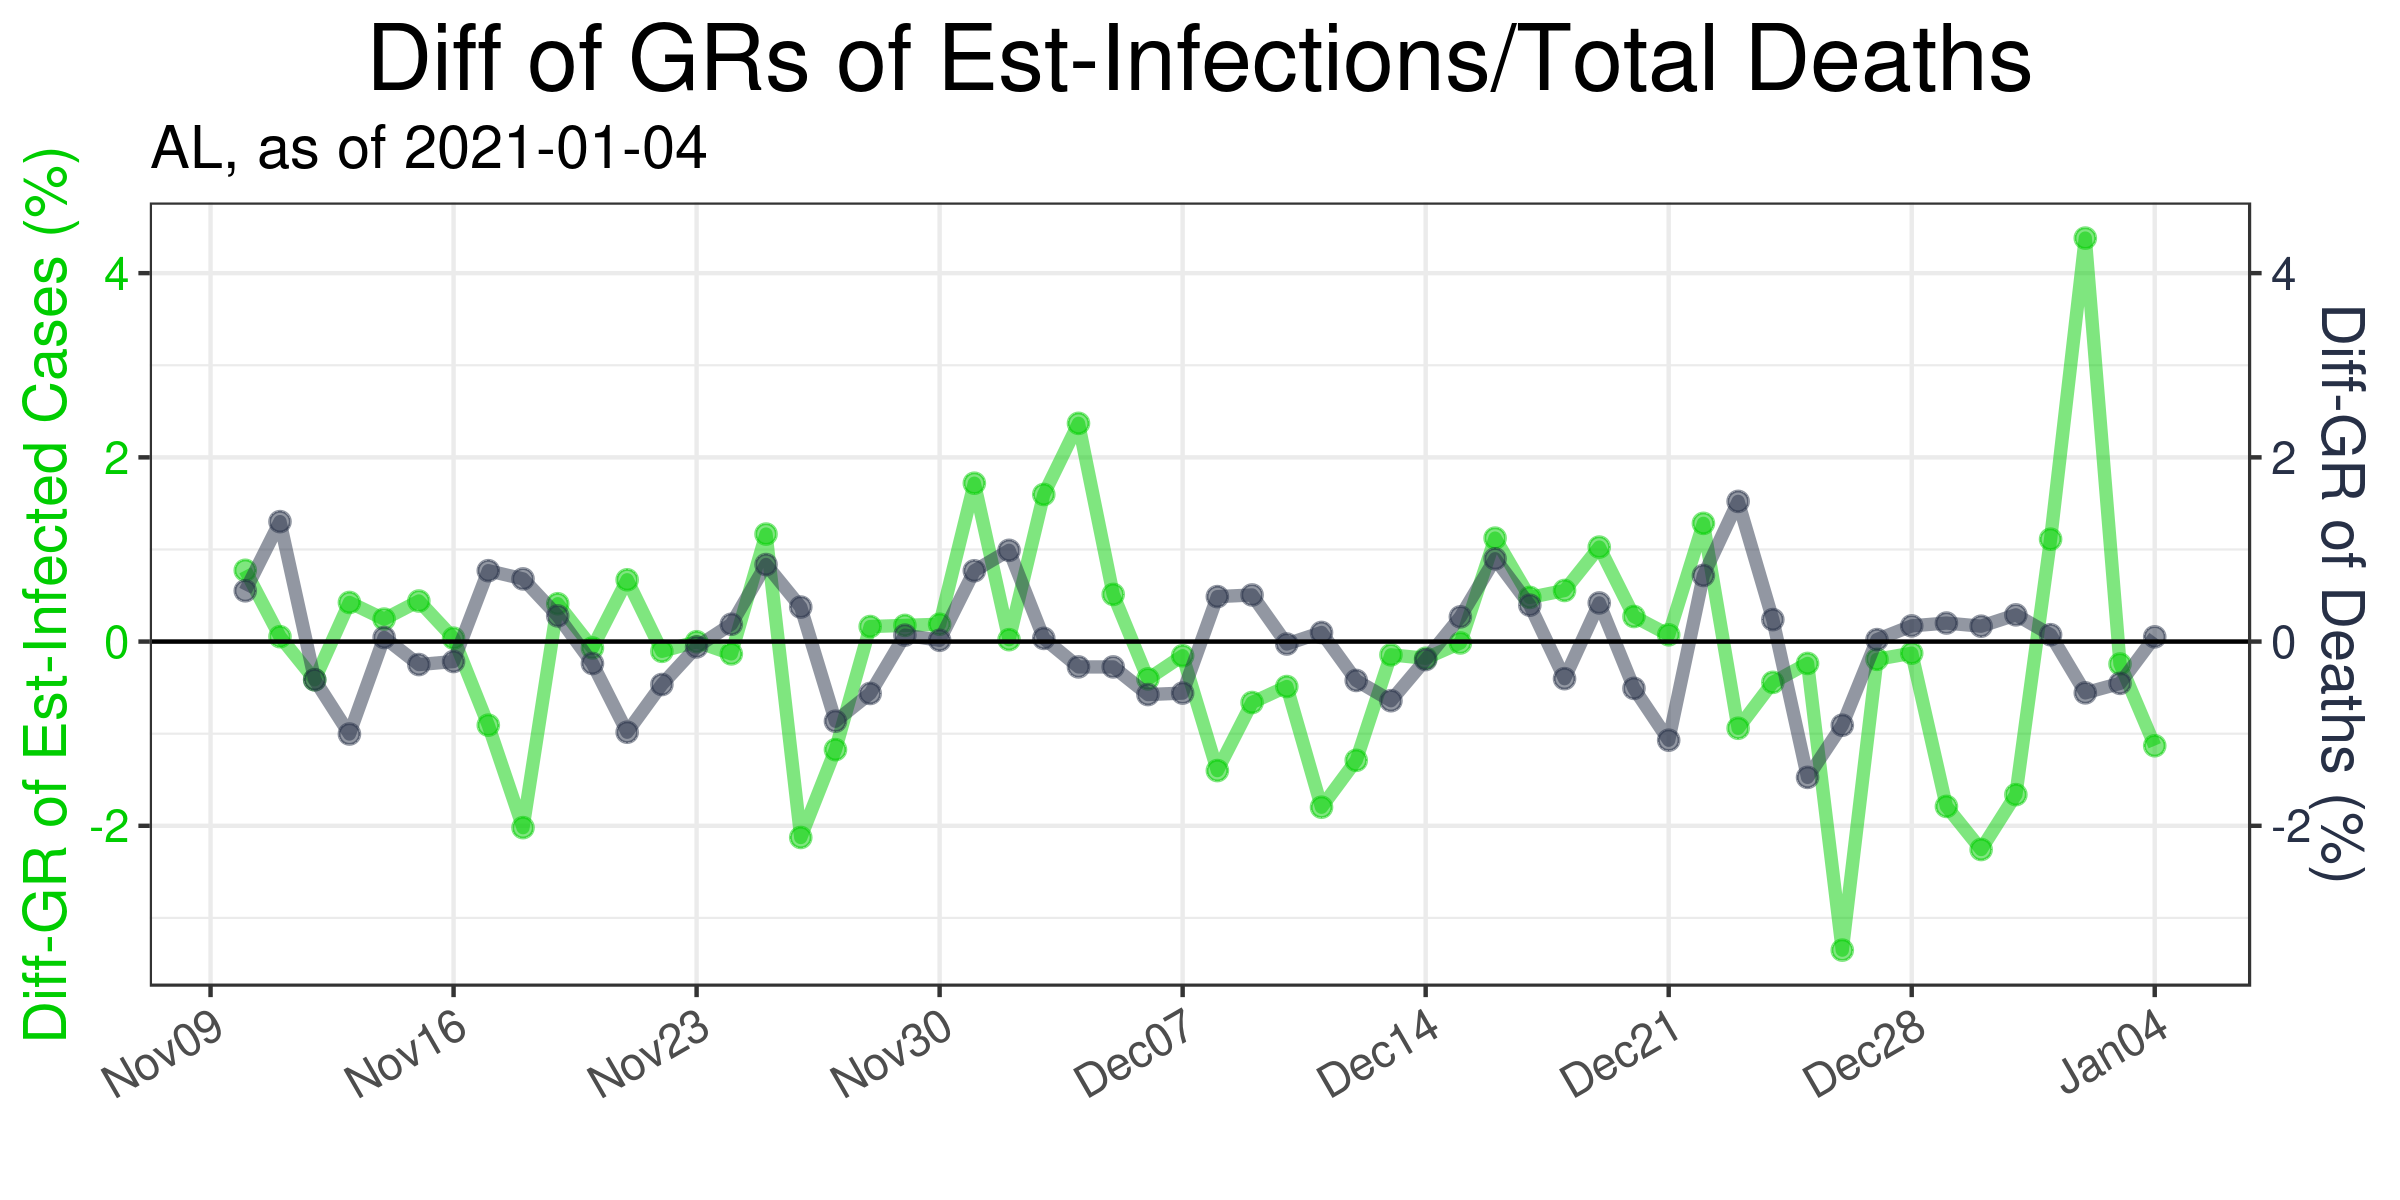 Diff of GRs of Est-Infections/Total Deaths
AL, as of 2021-01-04
Diff-GR of Est-Infected Cases (%)
4
2
0
-2
4
2
0
-2
Diff-GR of Deaths (%)
Nov09
Nov16
Nov23
Nov30
Dec07
Dec14
Dec21
Dec28
Jan04